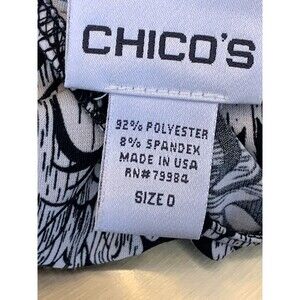 CHICO'S
92% POLYESTER
8% SPANDEX
MADE IN USA
RN#79984
SIZE 0